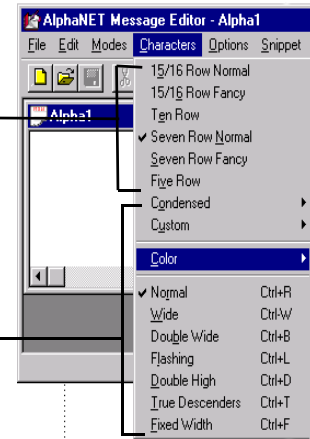 AlphaNET Message Editor - Alpha1
File Edit Modes Characters Options Snippet
Alpha1
15/16 Row Normal
15/16 Row Fancy
Ten Row
Seven Row Normal
Seven Row Fancy
Five Row
Condensed
Custom
Color
Normal Ctrl+R
Wide Ctrl-W
Double Wide Ctrl+B
Flashing Ctrl+L
Double High Ctrl+D
True Descenders Ctrl+T
Fixed Width Ctrl+F